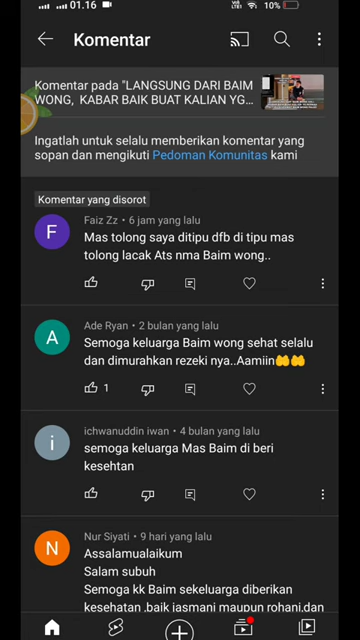 01.16
VoWiFi LTE1
10%
Komentar
Komentar pada "LANGSUNG DARI BAIM
WONG, KABAR BAIK BUAT KALIAN YG...
Ingatlah untuk selalu memberikan komentar yang
sopan dan mengikuti Pedoman Komunitas kami
Komentar yang disorot
F
Faiz Zz • 6 jam yang lalu
Mas tolong saya ditipu dfb di tipu mas
tolong lacak Ats nma Baim wong..
A
Ade Ryan • 2 bulan yang lalu
Semoga keluarga Baim wong sehat selalu
dan dimurahkan rezeki nya..Aamiin🤲🤲
1
i
ichwanuddin iwan • 4 bulan yang lalu
semoga keluarga Mas Baim di beri
kesehtan
N
Nur Siyati • 9 hari yang lalu
Assalamualaikum
Salam subuh
Semoga kk Baim sekeluarga diberikan
kesehatan ,baik jasmani maupun rohani,dan